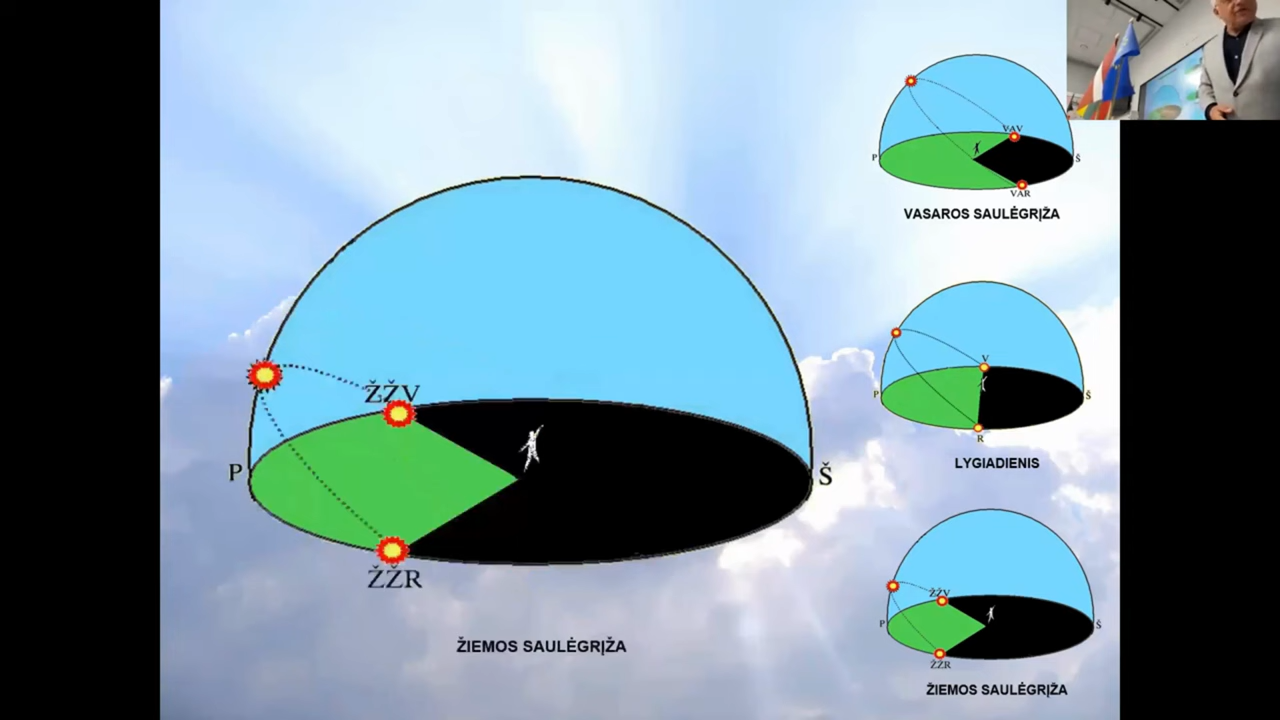 ŽŽV
P
Š
ŽŽR
ŽIEMOS SAULĖGRĮŽA
VAV
P
Š
VAR
VASAROS SAULĖGRĮŽA
V
P
Š
R
LYGIADIENIS
ŽŽV
P
Š
ŽŽR
ŽIEMOS SAULĖGRĮŽA